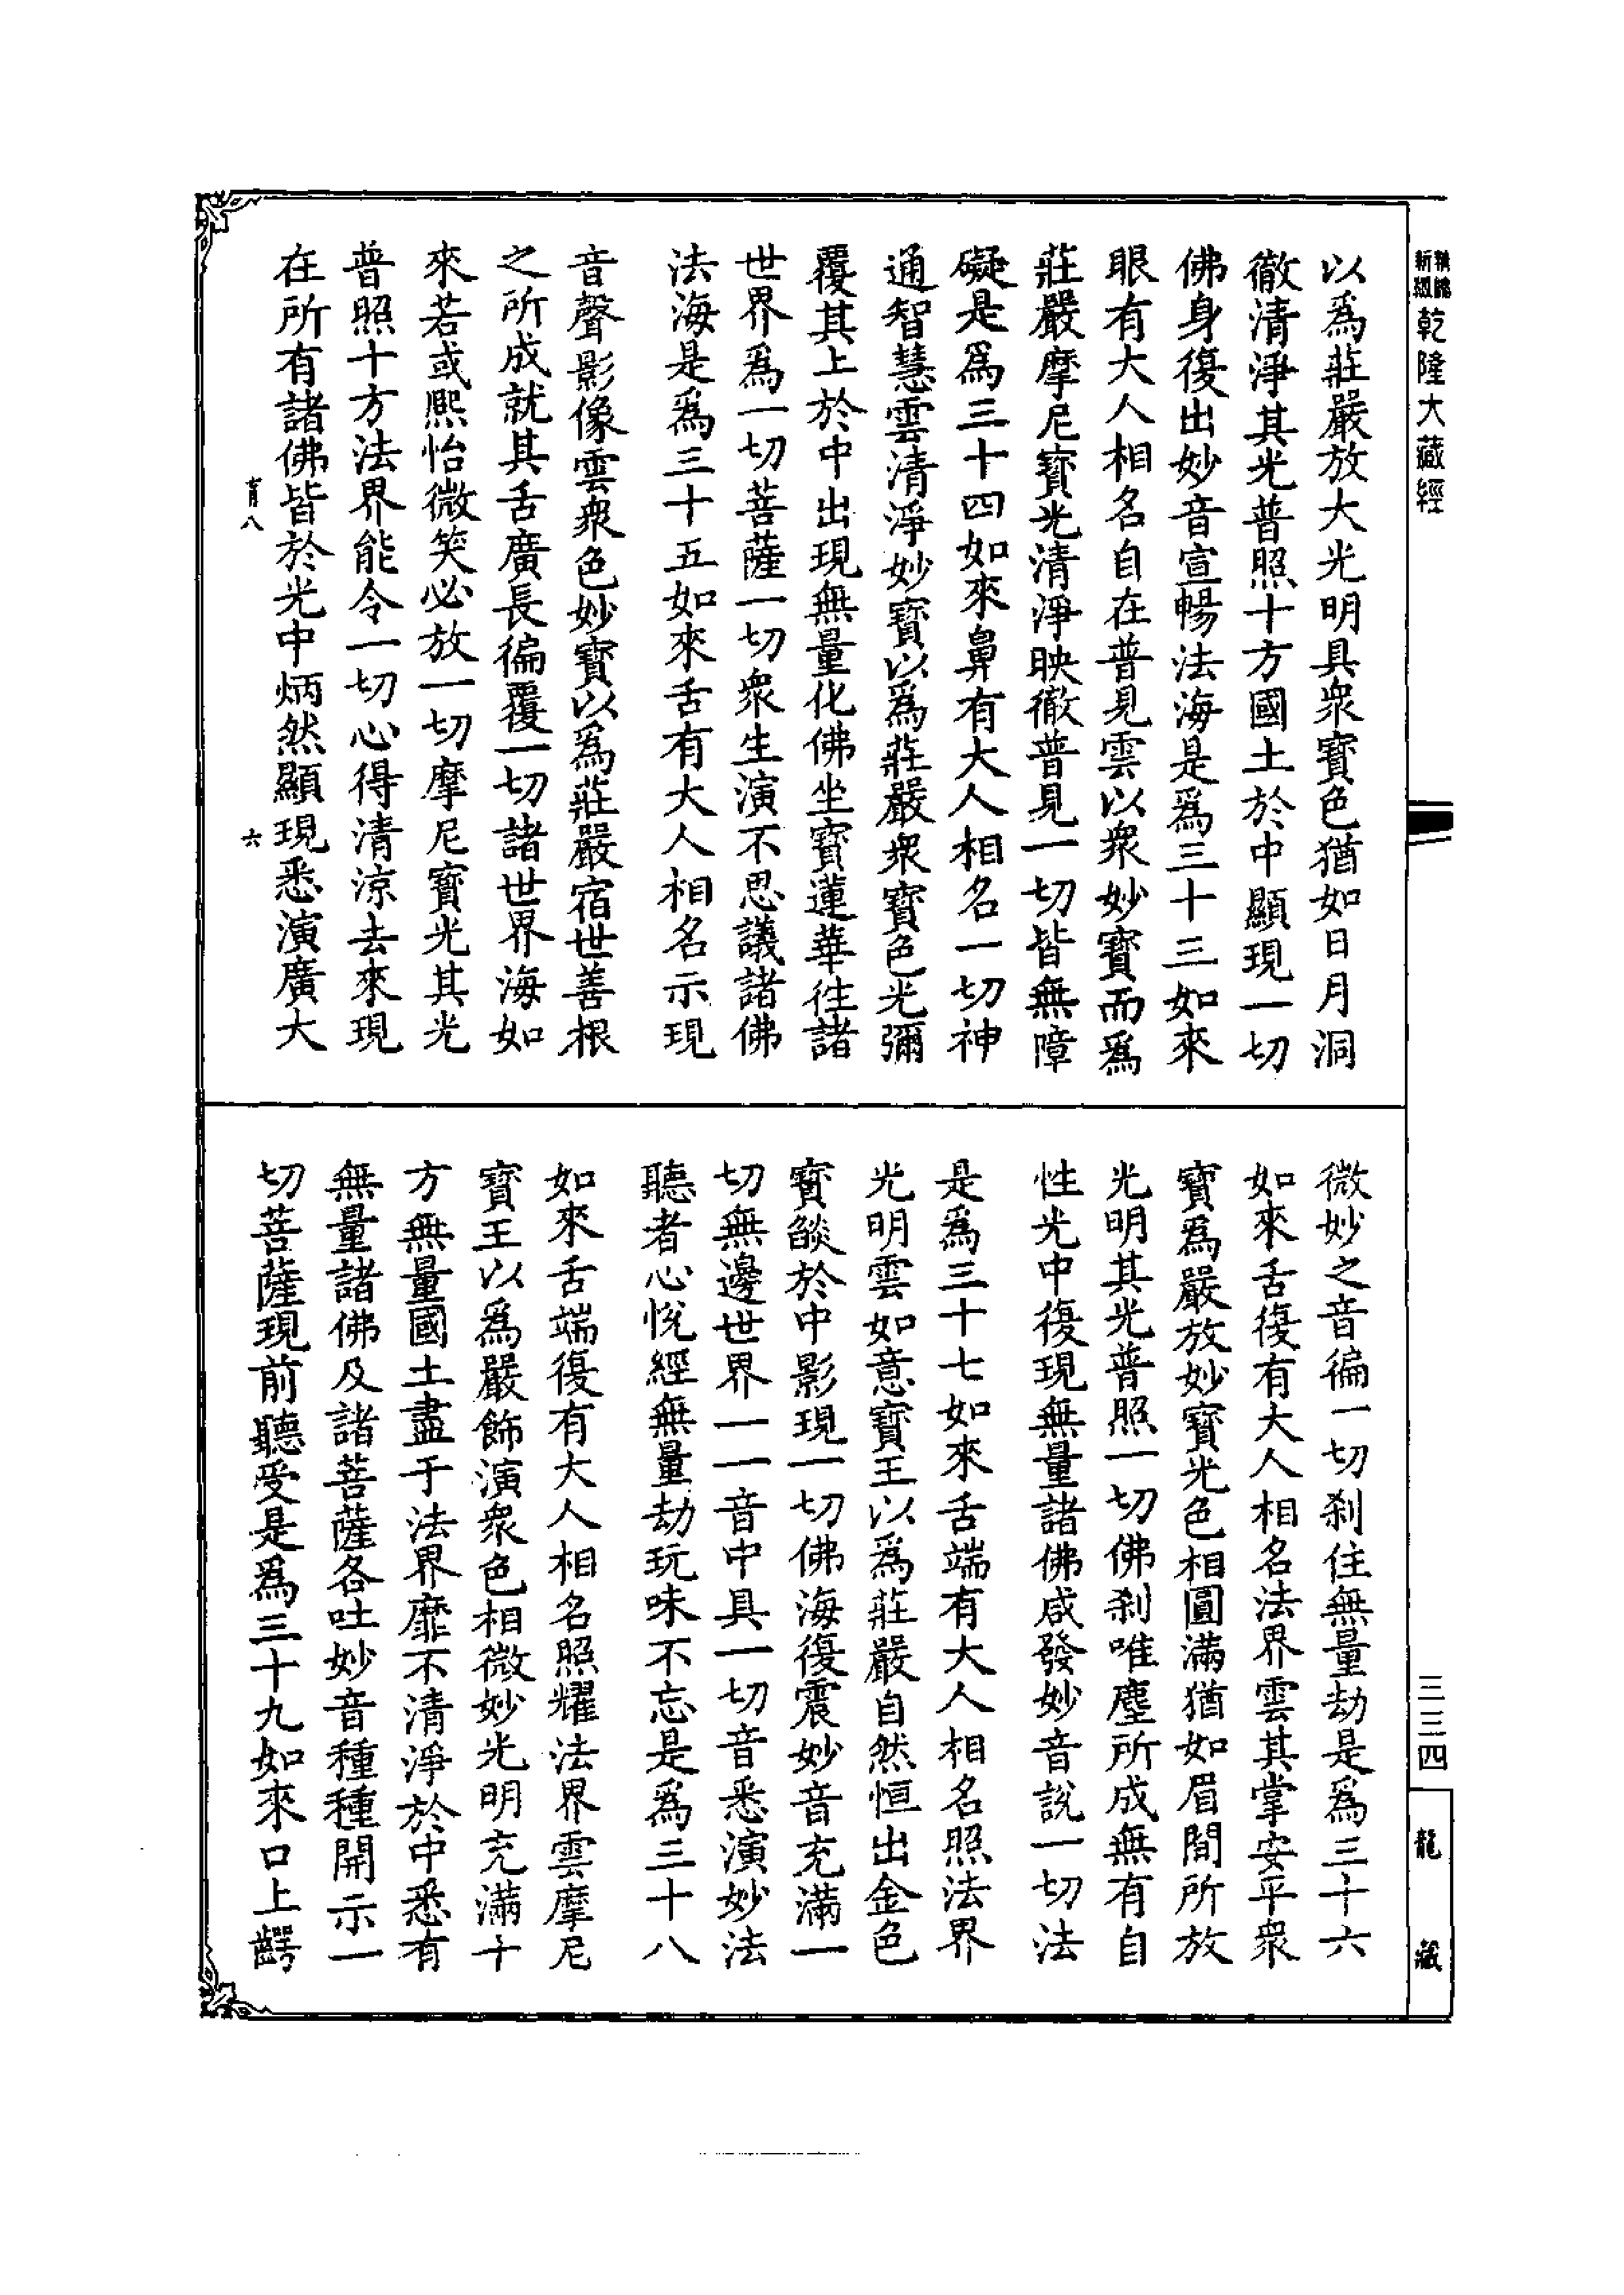 乾隆大藏經
以爲莊嚴放大光明具衆寶色猶如日月洞
徹清淨其光普照十方國土於中顯現一切
佛身復出妙音宣暢法海是爲三十三如來
眼有大人相名自在普見雲以衆妙寶而爲
莊嚴摩尼寶光清淨映徹普見一切皆無障
礙是爲三十四如來鼻有大人相名一切神
通智慧雲清淨妙寶以爲莊嚴衆寶色光彌
覆其上於中出現無量化佛坐寶蓮華往諸
世界爲一切菩薩一切衆生演不思議諸佛
法海是爲三十五如來舌有大人相名示現
音聲影像雲衆色妙寶以爲莊嚴宿世善根
之所成就其舌廣長徧覆一切諸世界海如
來若或熙怡微笑必放一切摩尼寶光其光
普照十方法界能令一切心得清涼去來現
在所有諸佛皆於光中炳然顯現悉演廣大
育八
六
微妙之音徧一切刹住無量劫是爲三十六
如來舌復有大人相名法界雲其掌安平衆
寶爲嚴放妙寶光色相圓滿猶如眉間所放
光明其光普照一切佛刹唯塵所成無有自
性光中復現無量諸佛咸發妙音說一切法
是爲三十七如來舌端有大人相名照法界
光明雲如意寶王以爲莊嚴自然恒出金色
寶燄於中影現一切佛海復震妙音充滿一
切無邊世界一一音中具一切音悉演妙法
聽者心悅經無量劫玩味不忘是爲三十八
如來舌端復有大人相名照耀法界雲摩尼
寶王以爲嚴飾演衆色相微妙光明充滿十
方無量國土盡于法界靡不清淨於中悉有
無量諸佛及諸菩薩各吐妙音種種開示一
切菩薩現前聽受是爲三十九如來口上齶
三三四
龍藏